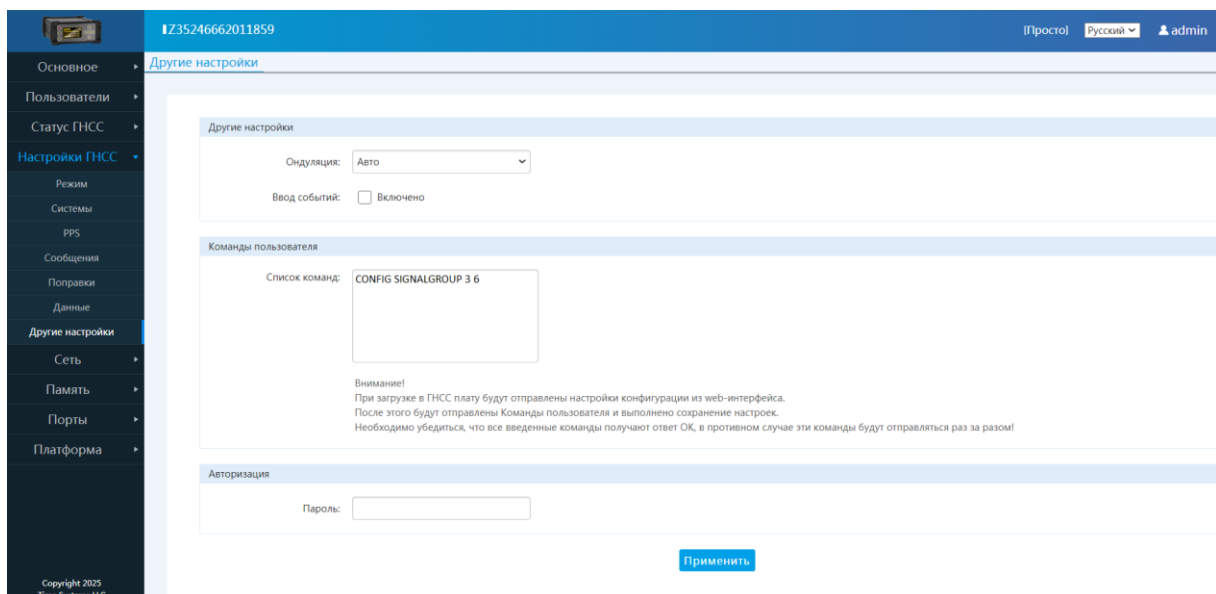 Z35246662011859
[Просто]
Русский
admin
Основное
Пользователи
Статус ГНСС
Настройки ГНСС
Режим
Системы
PPS
Сообщения
Поправки
Данные
Другие настройки
Сеть
Память
Порты
Платформа
Copyright 2025
Другие настройки
Другие настройки
Ондуляция: Авто
Ввод событий: Включено
Команды пользователя
Список команд: CONFIG SIGNALGROUP 3 6
Внимание!
При загрузке в ГНСС плату будут отправлены настройки конфигурации из web-интерфейса.
После этого будут отправлены Команды пользователя и выполнено сохранение настроек.
Необходимо убедиться, что все введенные команды получают ответ OK, в противном случае эти команды будут отправляться раз за разом!
Авторизация
Пароль:
Применить